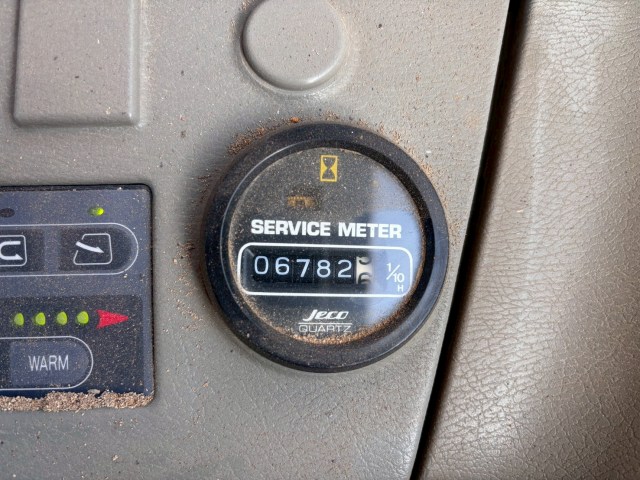 SERVICE METER
06782 1/10
H
Jeco
QUARTZ
WARM